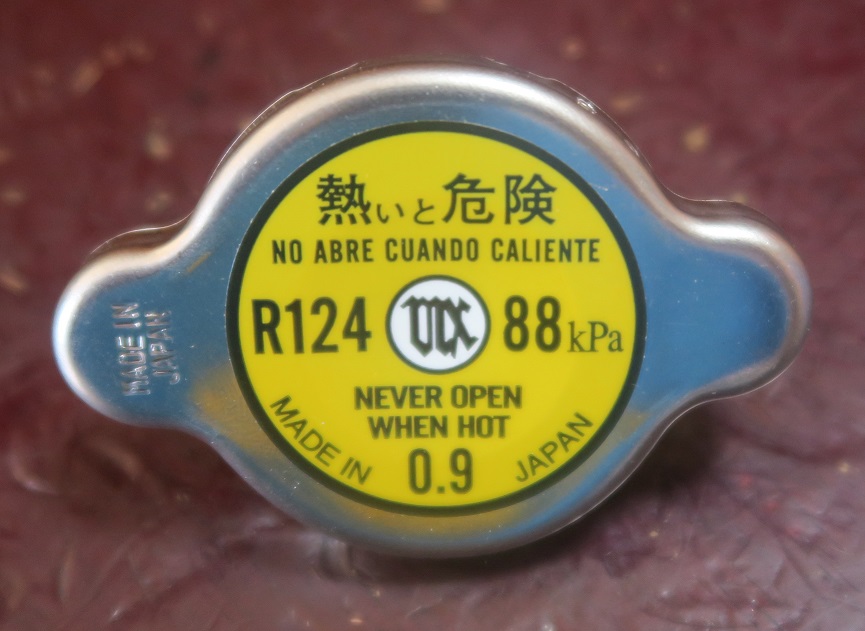 熱いと危険
NO ABRE CUANDO CALIENTE
R124 88 kPa
NEVER OPEN
WHEN HOT
MADE IN JAPAN
0.9
MADE IN
JAPAN